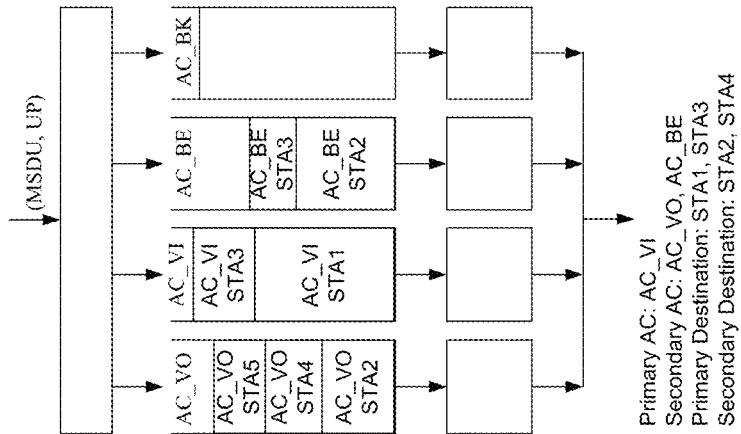 (MSDU, UP)
AC_VO
AC_VI
AC_BE
AC_BK
AC_VO
STA5
AC_VO
STA4
AC_VO
STA2
AC_VI
STA3
AC_VI
STA1
AC_BE
STA3
AC_BE
STA2
Primary AC: AC_VI
Secondary AC: AC_VO, AC_BE
Primary Destination: STA1, STA3
Secondary Destination: STA2, STA4